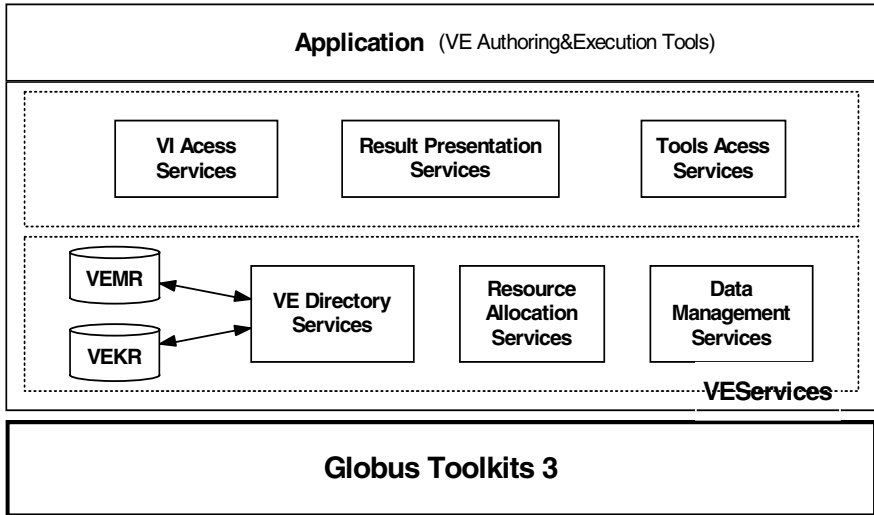 Application (VE Authoring&Execution Tools)
VI Acess
Services
Result Presentation
Services
Tools Acess
Services
VEMR
VEKR
VE Directory
Services
Resource
Allocation
Services
Data
Management
Services
VEServices
Globus Toolkits 3